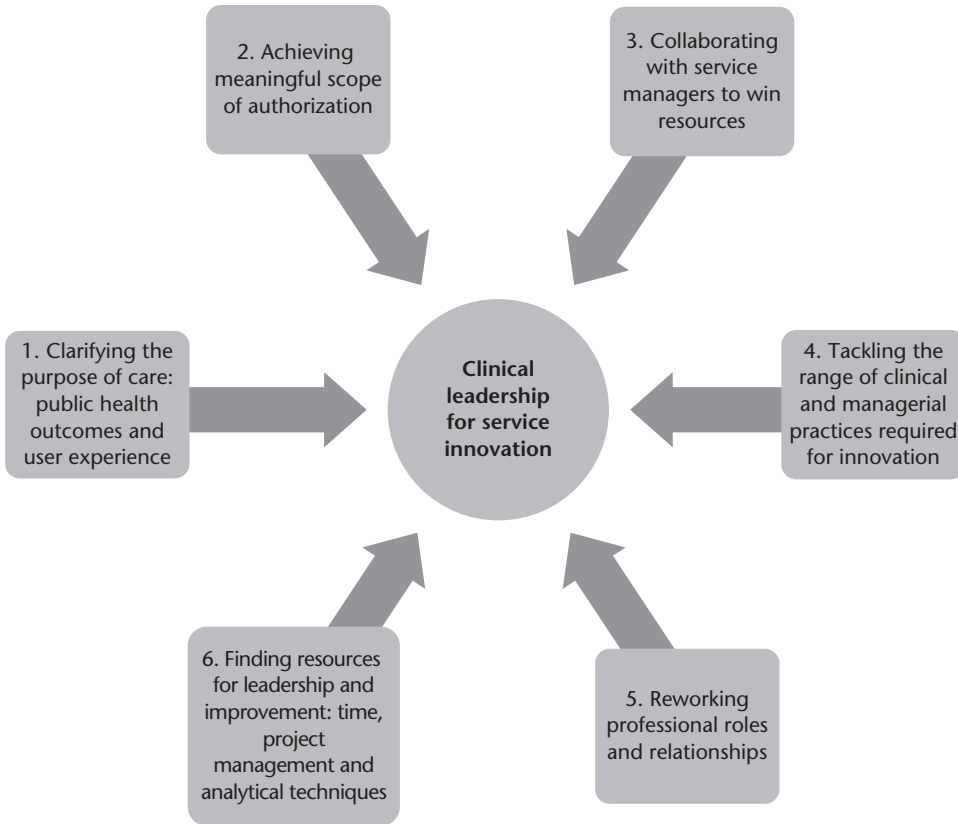 1. Clarifying the
purpose of care:
public health
outcomes and
user experience
2. Achieving
meaningful scope
of authorization
3. Collaborating
with service
managers to win
resources
4. Tackling the
range of clinical
and managerial
practices required
for innovation
5. Reworking
professional roles
and relationships
6. Finding resources
for leadership and
improvement: time,
project
management and
analytical techniques
Clinical
leadership
for service
innovation